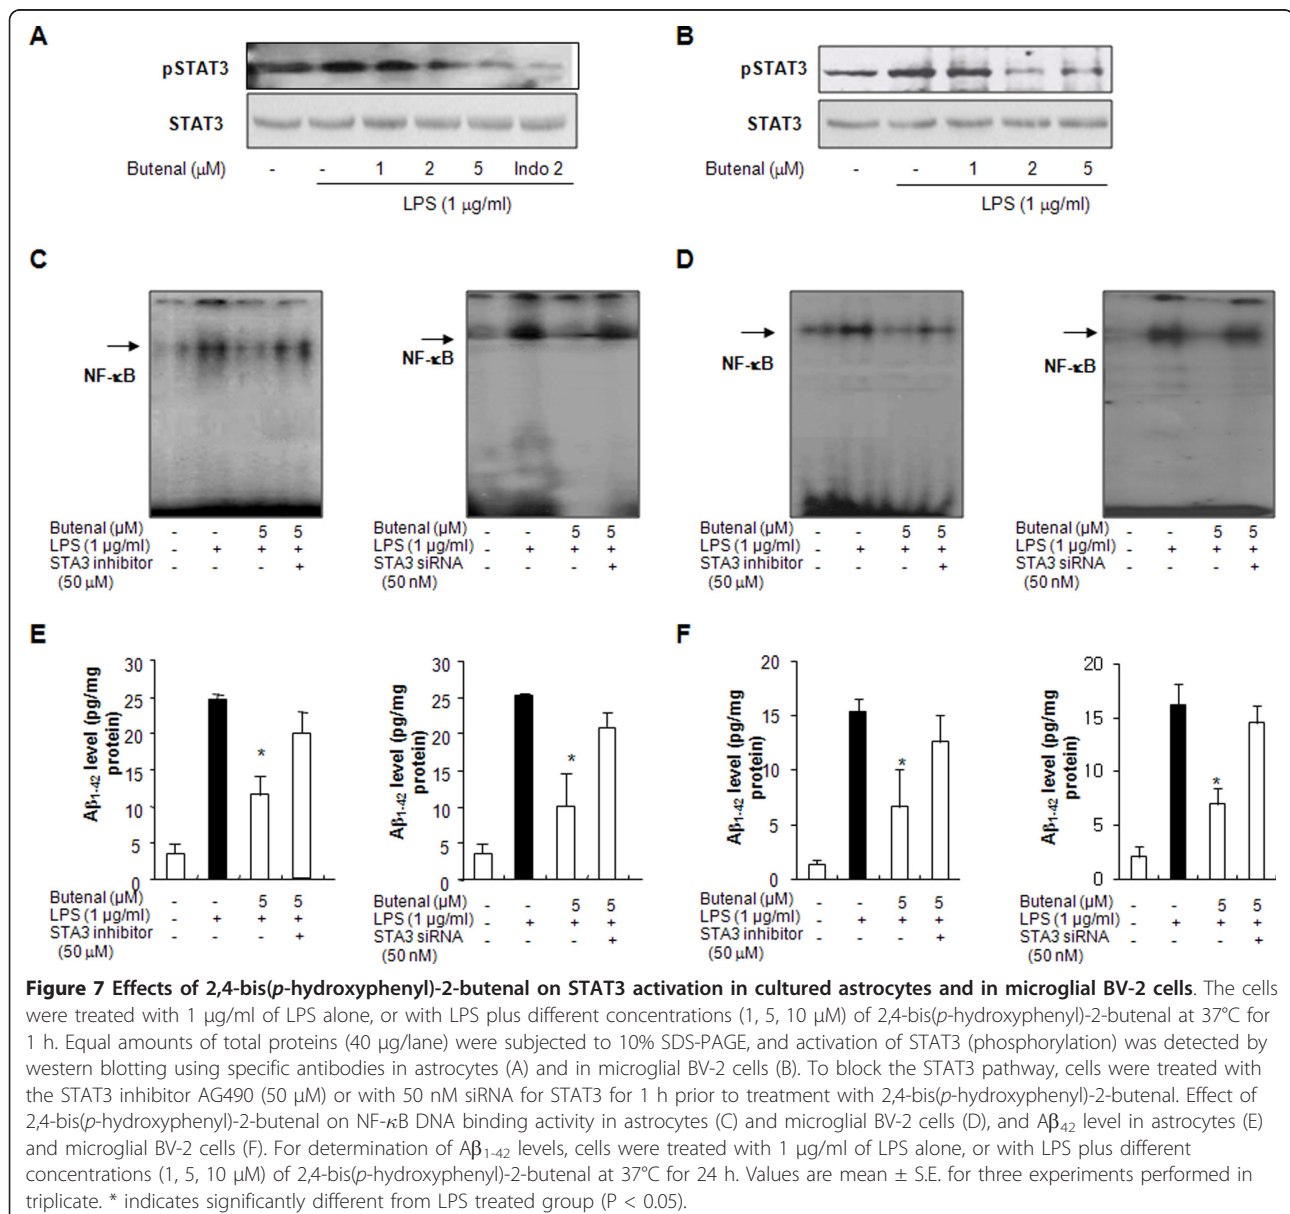 A
pSTAT3
STAT3
Butenal (μM) - - 1 2 5 Indo 2
LPS (1 μg/ml)
B
pSTAT3
STAT3
Butenal (μM) - - 1 2 5
LPS (1 μg/ml)
C
NF-κB
Butenal (μM) - - 5 5
LPS (1 μg/ml) - + + +
STA3 inhibitor - - - +
(50 μM)
NF-κB
Butenal (μM) - - 5 5
LPS (1 μg/ml) - + + +
STA3 siRNA - - - +
(50 nM)
D
NF-κB
Butenal (μM) - - 5 5
LPS (1 μg/ml) - + + +
STA3 inhibitor - - - +
(50 μM)
NF-κB
Butenal (μM) - - 5 5
LPS (1 μg/ml) - + + +
STA3 siRNA - - - +
(50 nM)
E
Aβ1-42 level (pg/mg
protein)
30
25
20
15
10
5
0
*
Butenal (μM) - - 5 5
LPS (1 μg/ml) - + + +
STA3 inhibitor - - - +
(50 μM)
Aβ1-42 level (pg/mg
protein)
30
25
20
15
10
5
0
*
Butenal (μM) - - 5 5
LPS (1 μg/ml) - + + +
STA3 siRNA - - - +
(50 nM)
F
Aβ1-42 level (pg/mg
protein)
20
15
10
5
0
*
Butenal (μM) - - 5 5
LPS (1 μg/ml) - + + +
STA3 inhibitor - - - +
(50 μM)
Aβ1-42 level (pg/mg
protein)
20
15
10
5
0
*
Butenal (μM) - - 5 5
LPS (1 μg/ml) - + + +
STA3 siRNA - - - +
(50 nM)
Figure 7 Effects of 2,4-bis(p-hydroxyphenyl)-2-butenal on STAT3 activation in cultured astrocytes and in microglial BV-2 cells. The cells
were treated with 1 μg/ml of LPS alone, or with LPS plus different concentrations (1, 5, 10 μM) of 2,4-bis(p-hydroxyphenyl)-2-butenal at 37°C for
1 h. Equal amounts of total proteins (40 μg/lane) were subjected to 10% SDS-PAGE, and activation of STAT3 (phosphorylation) was detected by
western blotting using specific antibodies in astrocytes (A) and in microglial BV-2 cells (B). To block the STAT3 pathway, cells were treated with
the STAT3 inhibitor AG490 (50 μM) or with 50 nM siRNA for STAT3 for 1 h prior to treatment with 2,4-bis(p-hydroxyphenyl)-2-butenal. Effect of
2,4-bis(p-hydroxyphenyl)-2-butenal on NF-κB DNA binding activity in astrocytes (C) and microglial BV-2 cells (D), and Aβ42 level in astrocytes (E)
and microglial BV-2 cells (F). For determination of Aβ1-42 levels, cells were treated with 1 μg/ml of LPS alone, or with LPS plus different
concentrations (1, 5, 10 μM) of 2,4-bis(p-hydroxyphenyl)-2-butenal at 37°C for 24 h. Values are mean ± S.E. for three experiments performed in
triplicate. * indicates significantly different from LPS treated group (P < 0.05).